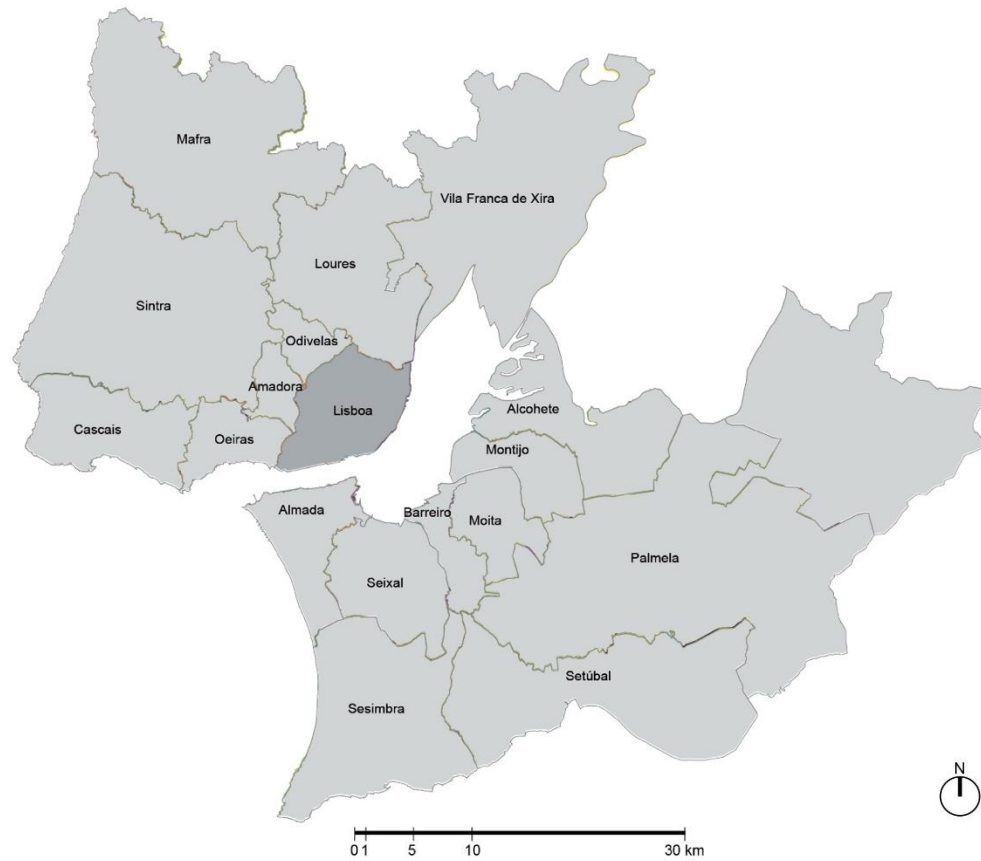 Mafra
Vila Franca de Xira
Loures
Sintra
Odivelas
Amadora
Lisboa
Alcohete
Cascais
Oeiras
Montijo
Almada
Barreiro
Moita
Seixal
Palmela
Setúbal
Sesimbra
N
0 1 5 10 30 km